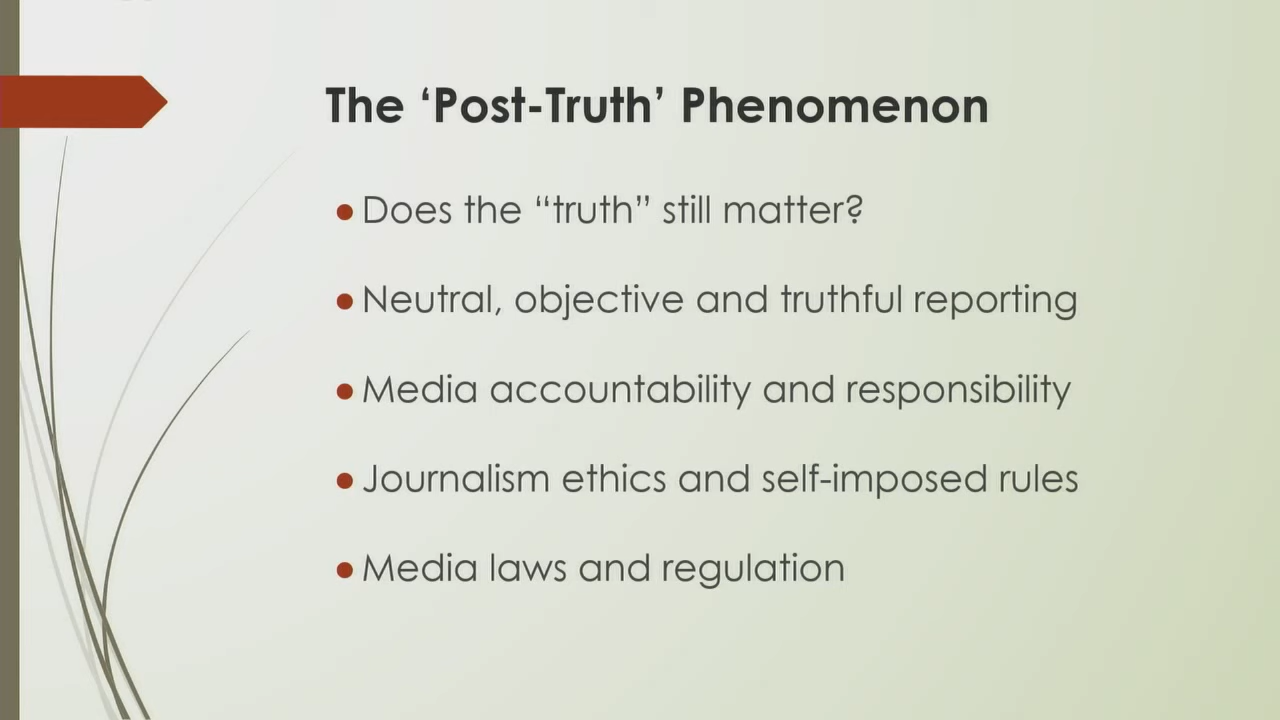 The ‘Post-Truth’ Phenomenon
● Does the “truth” still matter?
● Neutral, objective and truthful reporting
● Media accountability and responsibility
● Journalism ethics and self-imposed rules
● Media laws and regulation